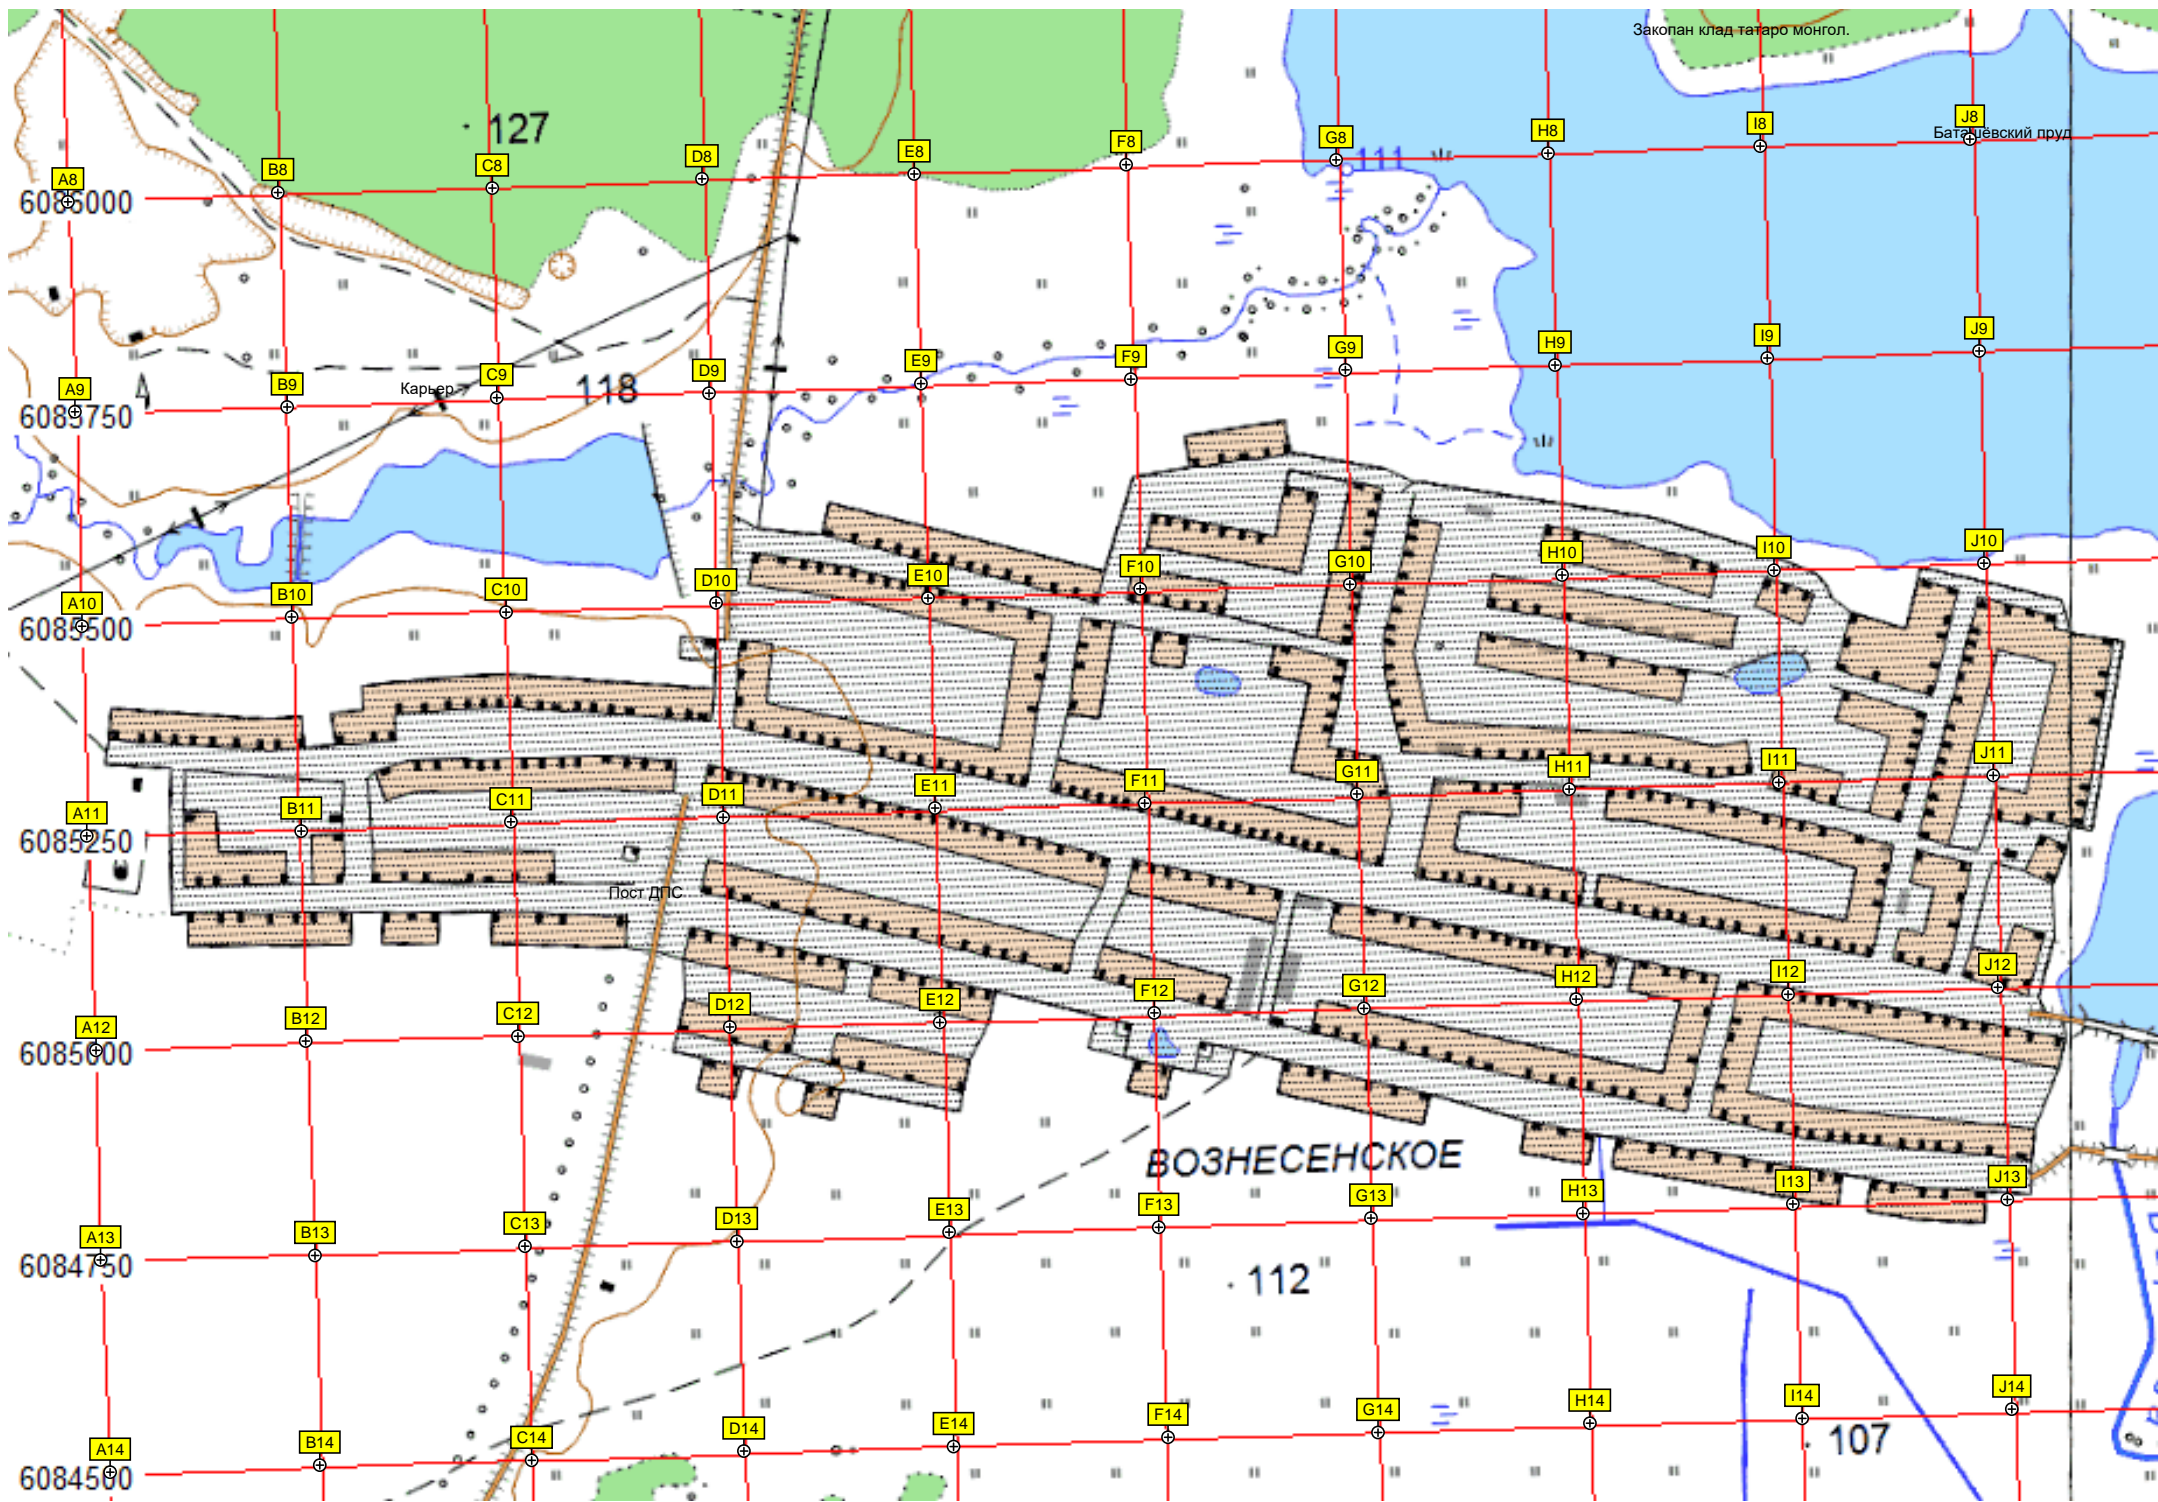 Закопан клад татаро монгол.
127
A8 B8 C8 D8 E8 F8 G8 H8 I8 J8
Баташёвский пруд
111
6086000
A9 B9 C9 D9 E9 F9 G9 H9 I9 J9
Карьер
118
6085750
A10 B10 C10 D10 E10 F10 G10 H10 I10 J10
6085500
A11 B11 C11 D11 E11 F11 G11 H11 I11 J11
6085250
Пост ДПС
A12 B12 C12 D12 E12 F12 G12 H12 I12 J12
6085000
ВОЗНЕСЕНСКОЕ
A13 B13 C13 D13 E13 F13 G13 H13 I13 J13
6084750
112
A14 B14 C14 D14 E14 F14 G14 H14 I14 J14
107
6084500